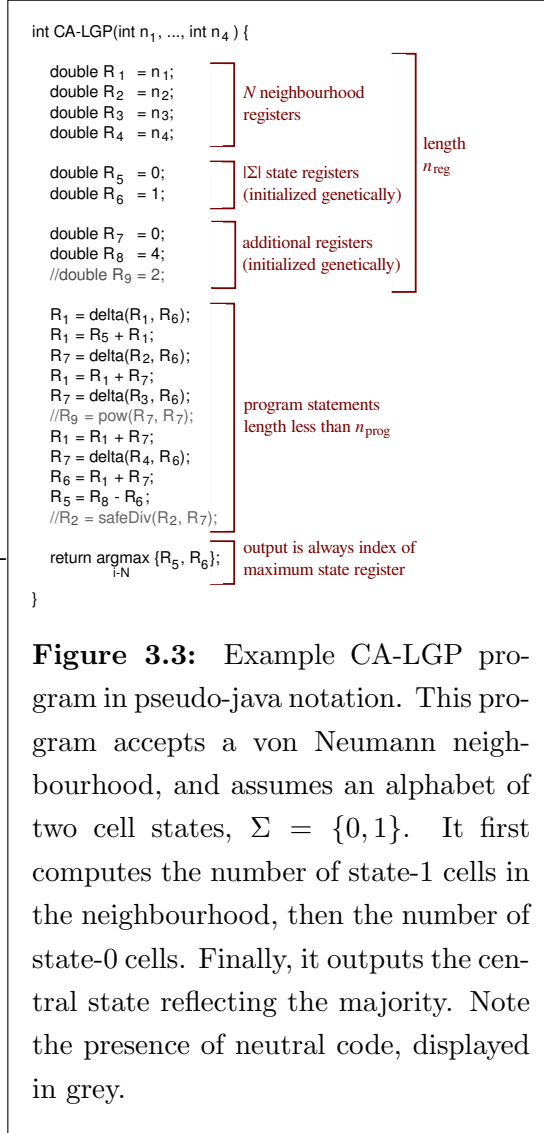 int CA-LGP(int n1, ..., int n4 ) {
double R1 = n1;
double R2 = n2;
double R3 = n3;
double R4 = n4;
N neighbourhood
registers
double R5 = 0;
double R6 = 1;
|Σ| state registers
(initialized genetically)
length
nreg
double R7 = 0;
double R8 = 4;
//double R9 = 2;
additional registers
(initialized genetically)
R1 = delta(R1, R6);
R1 = R5 + R1;
R7 = delta(R2, R6);
R1 = R1 + R7;
R7 = delta(R3, R6);
//R9 = pow(R7, R7);
R1 = R1 + R7;
R7 = delta(R4, R6);
R6 = R1 + R7;
R5 = R8 - R6;
//R2 = safeDiv(R2, R7);
program statements
length less than nprog
return argmax {R5, R6};
i-N
output is always index of
maximum state register
}
Figure 3.3: Example CA-LGP pro-
gram in pseudo-java notation. This pro-
gram accepts a von Neumann neigh-
bourhood, and assumes an alphabet of
two cell states, Σ = {0, 1}. It first
computes the number of state-1 cells in
the neighbourhood, then the number of
state-0 cells. Finally, it outputs the cen-
tral state reflecting the majority. Note
the presence of neutral code, displayed
in grey.